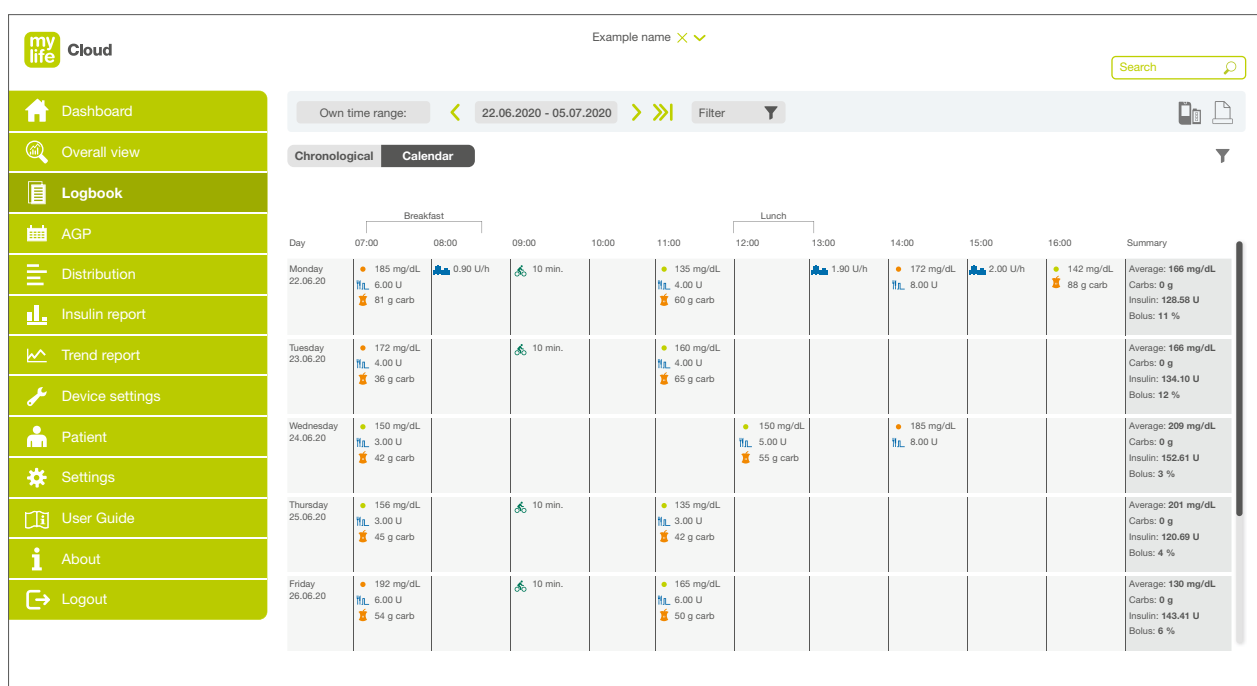 my
life
Cloud
Example name
Search
Dashboard
Overall view
Logbook
AGP
Distribution
Insulin report
Trend report
Device settings
Patient
Settings
User Guide
About
Logout
Own time range:
22.06.2020 - 05.07.2020
Filter
Chronological
Calendar
Breakfast
Lunch
Day 07:00 08:00 09:00 10:00 11:00 12:00 13:00 14:00 15:00 16:00 Summary
Monday 185 mg/dL 0.90 U/h 10 min. 135 mg/dL 1.90 U/h 172 mg/dL 2.00 U/h 142 mg/dL Average: 166 mg/dL
22.06.20 6.00 U 4.00 U 8.00 U 88 g carb Carbs: 0 g
81 g carb 60 g carb Insulin: 128.58 U
Bolus: 11 %
Tuesday 172 mg/dL 10 min. 160 mg/dL Average: 166 mg/dL
23.06.20 4.00 U 4.00 U Carbs: 0 g
36 g carb 65 g carb Insulin: 134.10 U
Bolus: 12 %
Wednesday 150 mg/dL 150 mg/dL 185 mg/dL Average: 209 mg/dL
24.06.20 3.00 U 5.00 U 8.00 U Carbs: 0 g
42 g carb 55 g carb Insulin: 152.61 U
Bolus: 3 %
Thursday 156 mg/dL 10 min. 135 mg/dL Average: 201 mg/dL
25.06.20 3.00 U 3.00 U Carbs: 0 g
45 g carb 42 g carb Insulin: 120.69 U
Bolus: 4 %
Friday 192 mg/dL 10 min. 165 mg/dL Average: 130 mg/dL
26.06.20 6.00 U 6.00 U Carbs: 0 g
54 g carb 50 g carb Insulin: 143.41 U
Bolus: 6 %